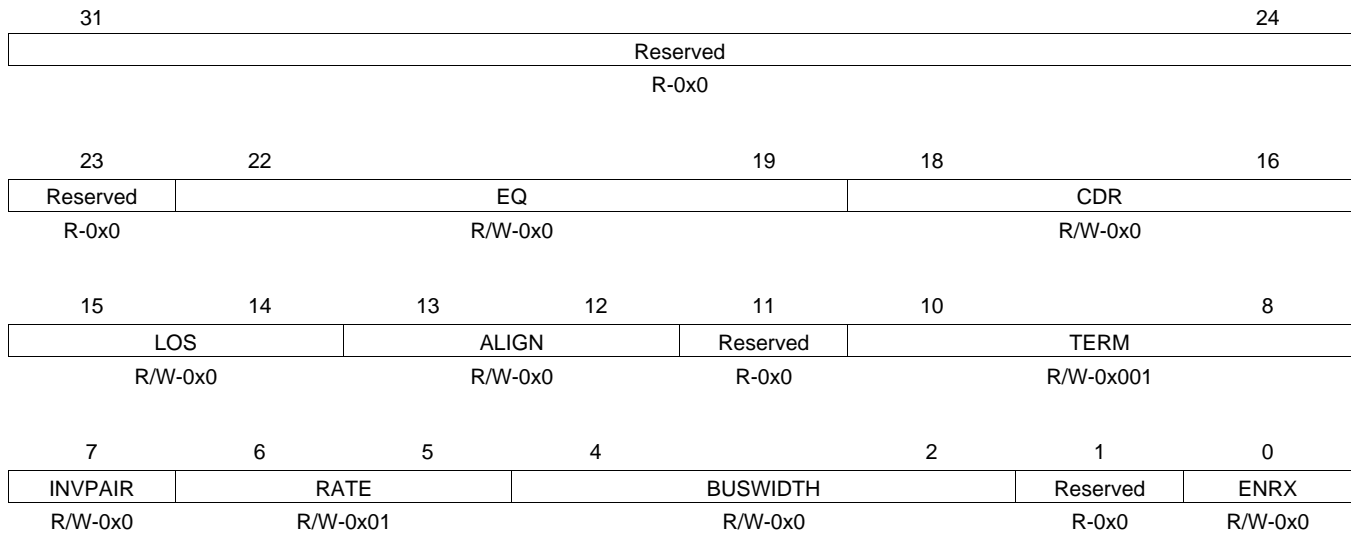 31 24
Reserved
R-0x0
23 22 19 18 16
Reserved EQ CDR
R-0x0 R/W-0x0 R/W-0x0
15 14 13 12 11 10 8
LOS ALIGN Reserved TERM
R/W-0x0 R/W-0x0 R-0x0 R/W-0x001
7 6 5 4 2 1 0
INVPAIR RATE BUSWIDTH Reserved ENRX
R/W-0x0 R/W-0x01 R/W-0x0 R-0x0 R/W-0x0